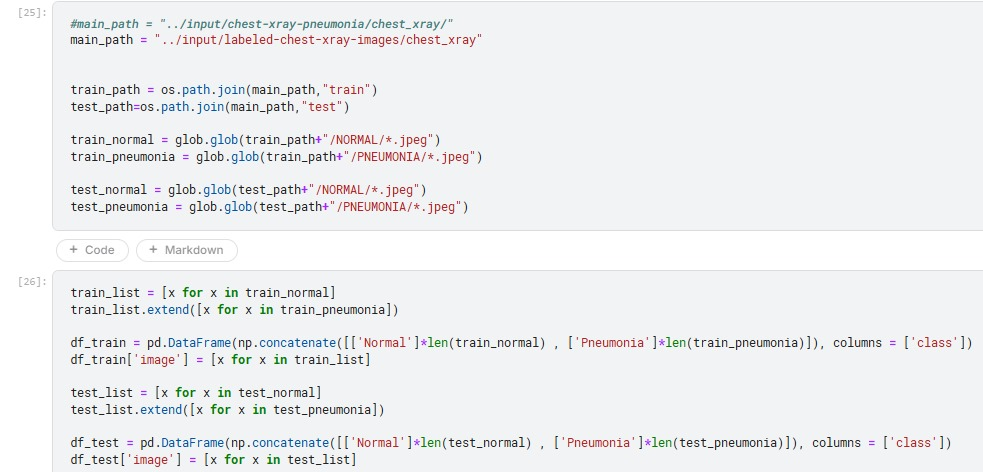 [25]:
#main_path = "../input/chest-xray-pneumonia/chest_xray/"
main_path = "../input/labeled-chest-xray-images/chest_xray"
train_path = os.path.join(main_path,"train")
test_path=os.path.join(main_path,"test")
train_normal = glob.glob(train_path+"/NORMAL/*.jpeg")
train_pneumonia = glob.glob(train_path+"/PNEUMONIA/*.jpeg")
test_normal = glob.glob(test_path+"/NORMAL/*.jpeg")
test_pneumonia = glob.glob(test_path+"/PNEUMONIA/*.jpeg")
+ Code + Markdown
[26]:
train_list = [x for x in train_normal]
train_list.extend([x for x in train_pneumonia])
df_train = pd.DataFrame(np.concatenate([['Normal']*len(train_normal) , ['Pneumonia']*len(train_pneumonia)]), columns = ['class'])
df_train['image'] = [x for x in train_list]
test_list = [x for x in test_normal]
test_list.extend([x for x in test_pneumonia])
df_test = pd.DataFrame(np.concatenate([['Normal']*len(test_normal) , ['Pneumonia']*len(test_pneumonia)]), columns = ['class'])
df_test['image'] = [x for x in test_list]